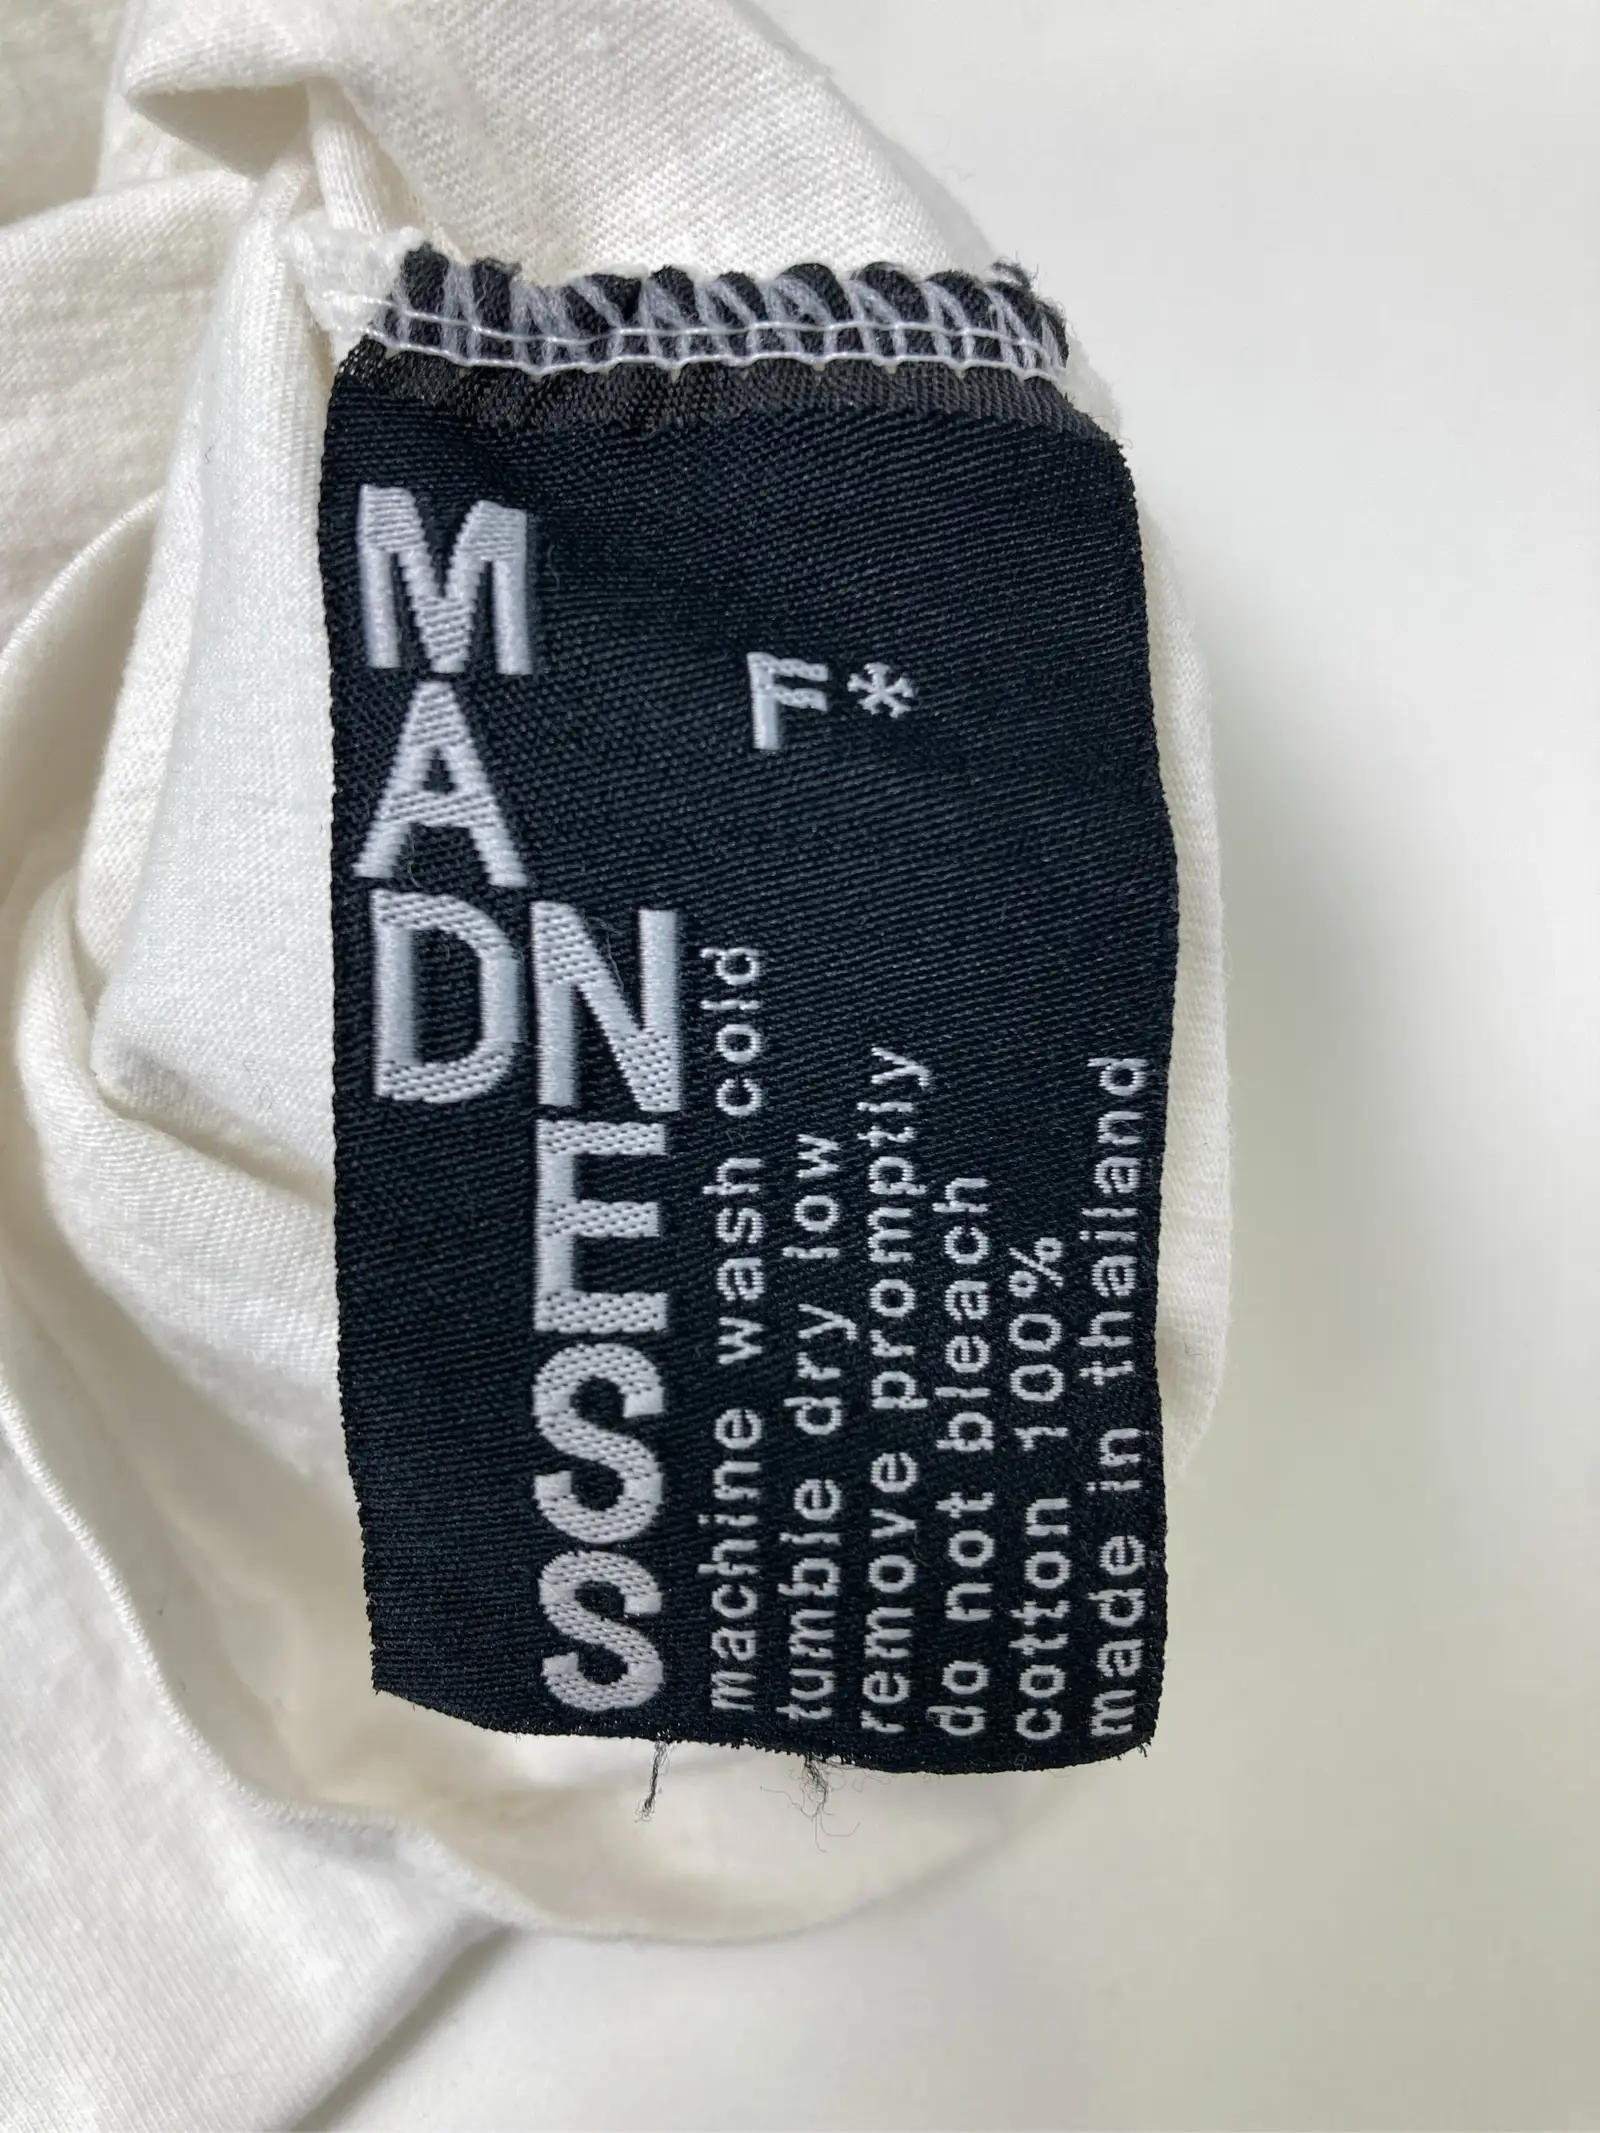 MADNESS
F*
machine wash cold
tumble dry low
remove promptly
do not bleach
cotton 100%
made in thailand